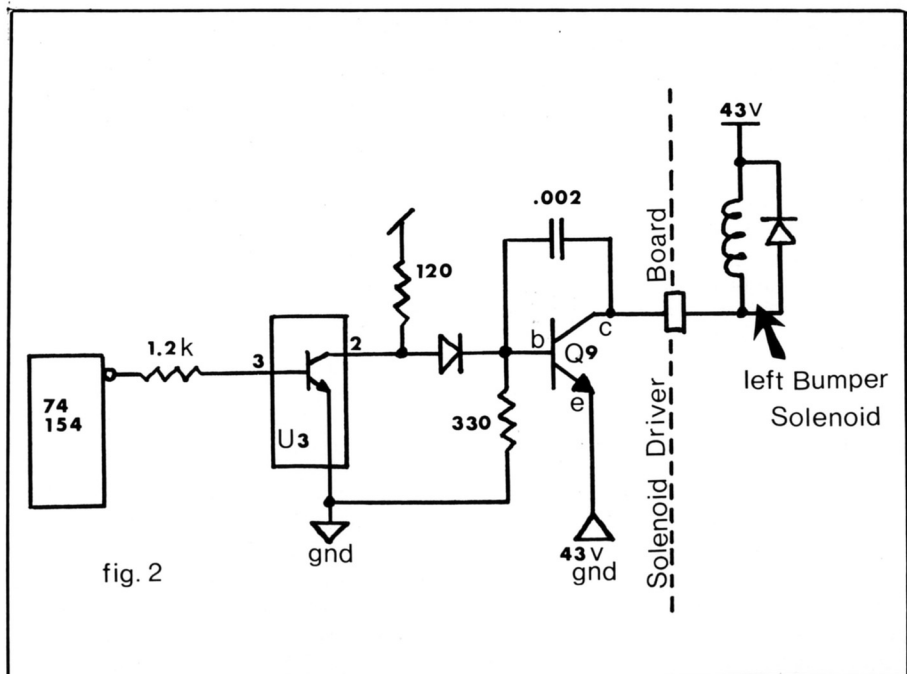 43V
.002
120
Board
1.2k
3
2
b
c
Q9
e
left Bumper
Solenoid
74
154
U3
330
Solenoid Driver
gnd
43V
gnd
fig. 2